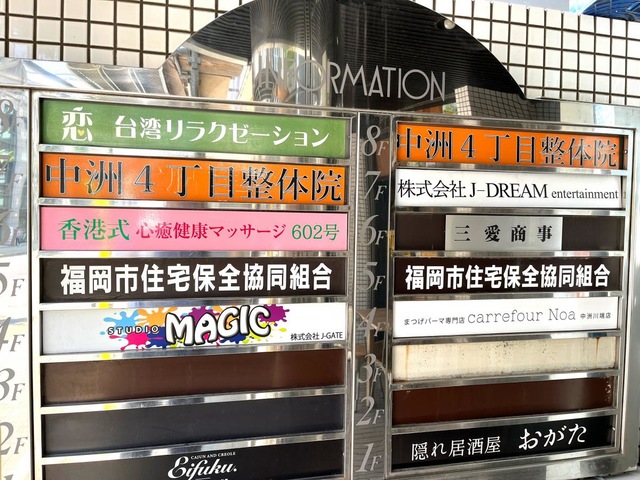 INFORMATION
恋 台湾リラクゼーション
8F
中洲4丁目整体院
中洲4丁目整体院
7F
株式会社 J-DREAM entertainment
香港式 心癒健康マッサージ 602号
6F
三愛商事
5F
福岡市住宅保全協同組合
5F
福岡市住宅保全協同組合
4F
STUDIO MAGIC 株式会社 J-GATE
4F
まつげパーマ専門店 carrefour Noa 中洲川端店
3F
3F
2F
2F
CAJUN AND CREOLE
Eifuku.
1F
隠れ居酒屋 おがた